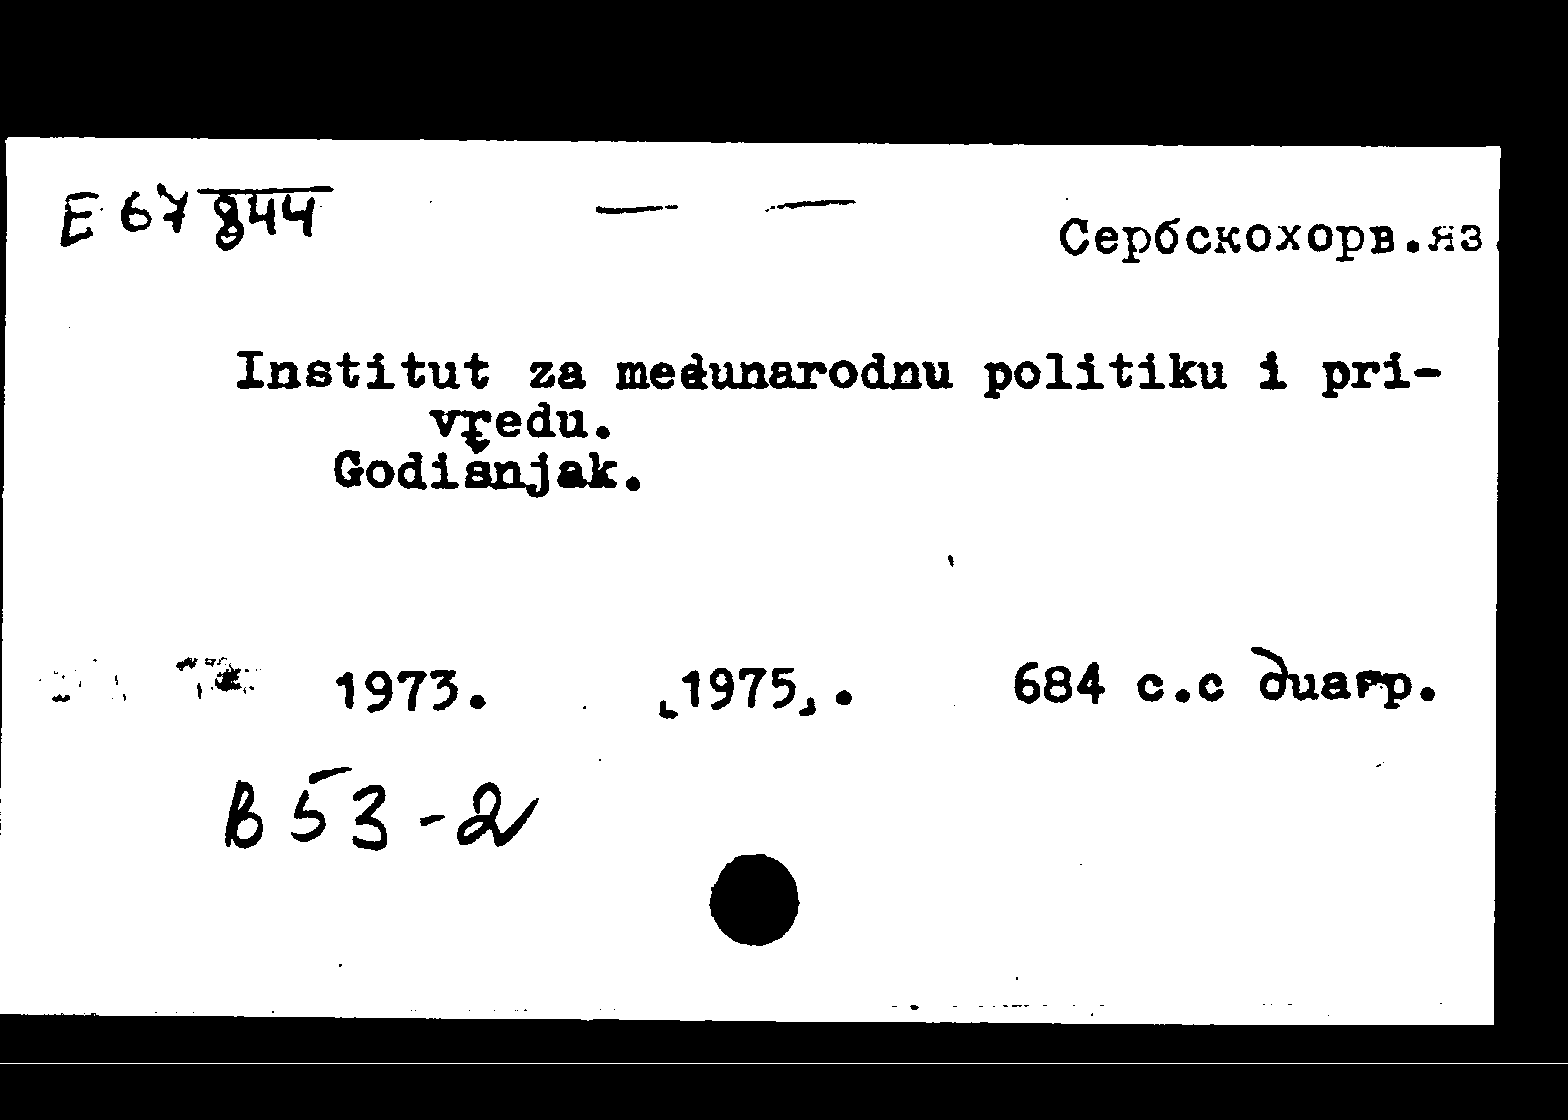 E 67 844
Сербскохорв.яз.
Institut za međunarodnu politiku i pri-
vredu.
Godišnjak.
1973. [1975]. 684 с.с диагр.
B 53-2